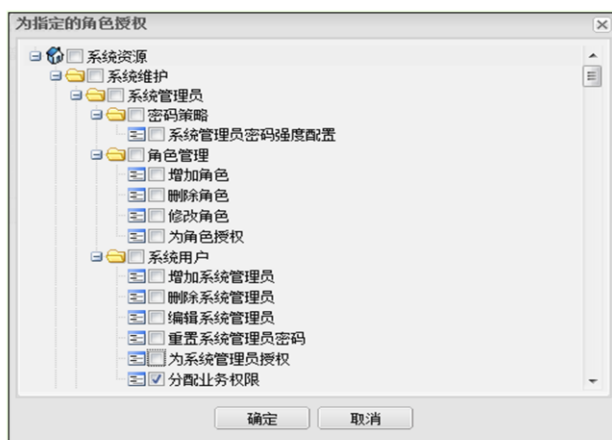 为指定的角色授权
系统资源
系统维护
系统管理员
密码策略
系统管理员密码强度配置
角色管理
增加角色
删除角色
修改角色
为角色授权
系统用户
增加系统管理员
删除系统管理员
编辑系统管理员
重置系统管理员密码
为系统管理员授权
分配业务权限
确定 取消